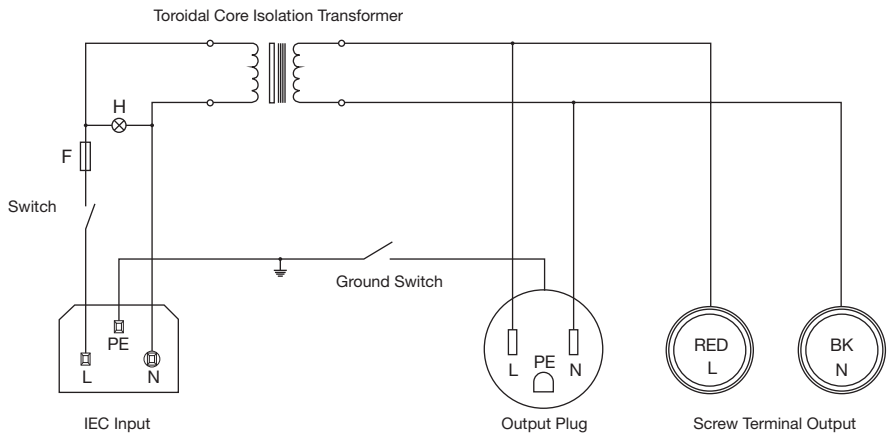 Toroidal Core Isolation Transformer
H
F
Switch
Ground Switch
PE
L
N
L
PE
N
RED
L
BK
N
IEC Input
Output Plug
Screw Terminal Output